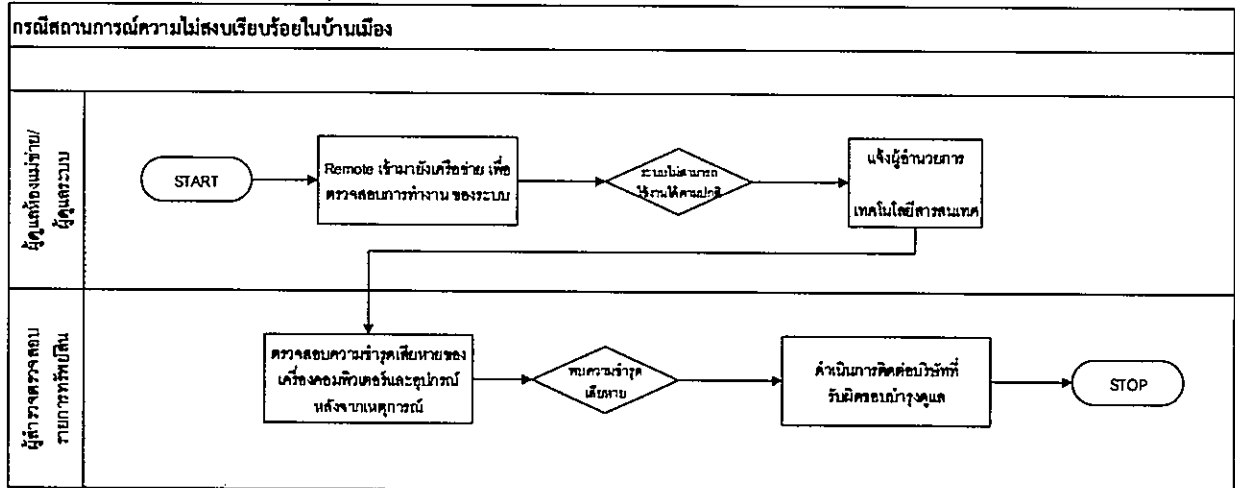 กรณีสถานการณ์ความไม่สงบเรียบร้อยในบ้านเมือง
ผู้ดูแลห้องแม่ข่าย/
ผู้ดูแลระบบ
START
Remote เข้ามายังเครือข่าย เพื่อ
ตรวจสอบการทำงาน ของระบบ
ระบบไม่สามารถ
ใช้งานได้ตามปกติ
แจ้งผู้อำนวยการ
เทคโนโลยีสารสนเทศ
ผู้สำรวจตรวจสอบ
รายการทรัพย์สิน
ตรวจสอบความชำรุดเสียหายของ
เครื่องคอมพิวเตอร์และอุปกรณ์
หลังจากเหตุการณ์
พบความชำรุด
เสียหาย
ดำเนินการติดต่อบริษัทที่
รับผิดชอบบำรุงดูแล
STOP